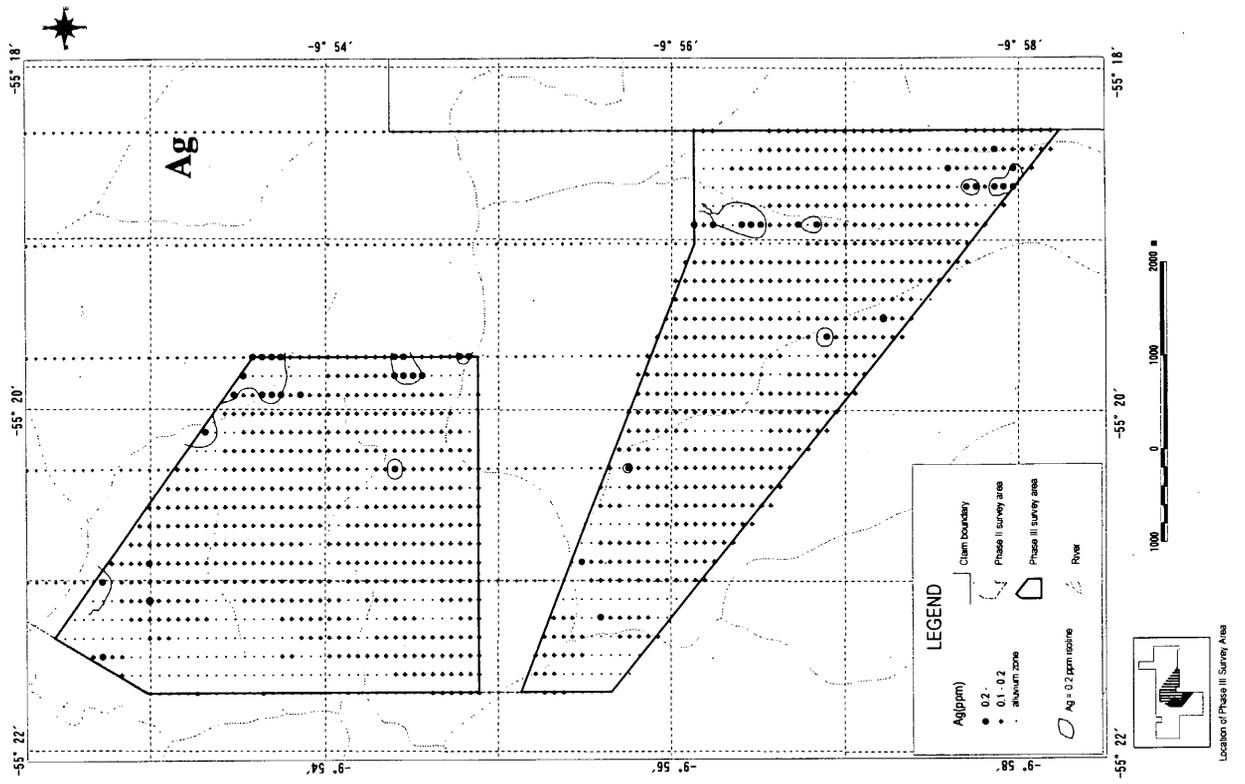 Ag
-55° 18′
-55° 20′
-55° 22′
-9° 54′
-9° 56′
-9° 58′
-55° 18′
-55° 20′
-55° 22′
-9° 54′
-9° 56′
-9° 58′
LEGEND
Ag(ppm)
0.2 -
0.1 - 0.2
alluvium zone
Ag = 0.2 ppm isoline
Claim boundary
Phase II survey area
Phase III survey area
River
1000 0 1000 2000 m
Location of Phase III Survey Area